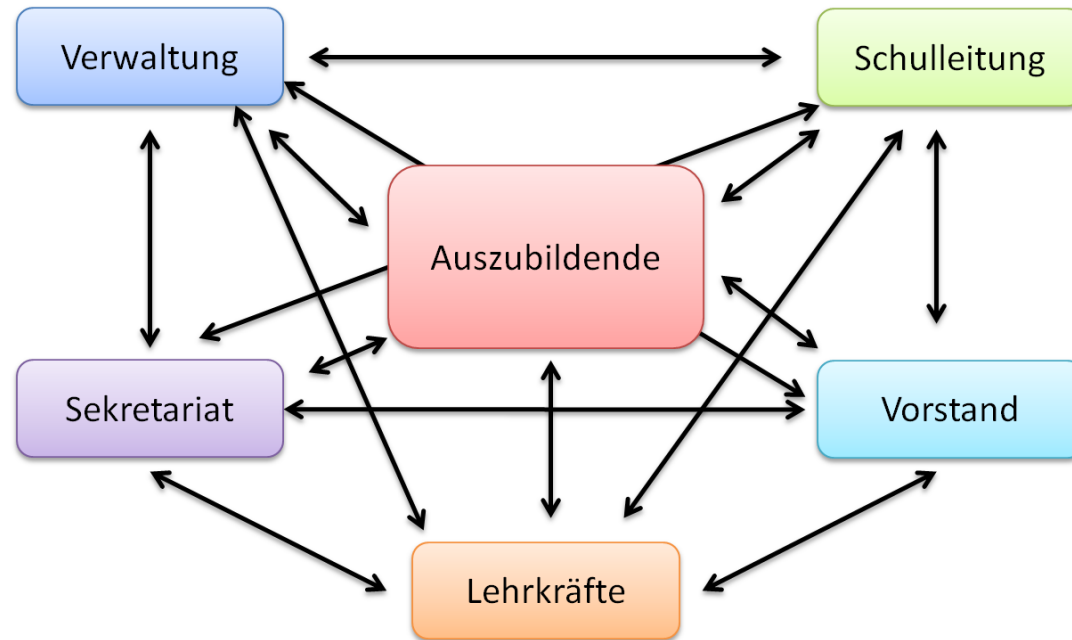 Verwaltung
Schulleitung
Auszubildende
Sekretariat
Vorstand
Lehrkräfte